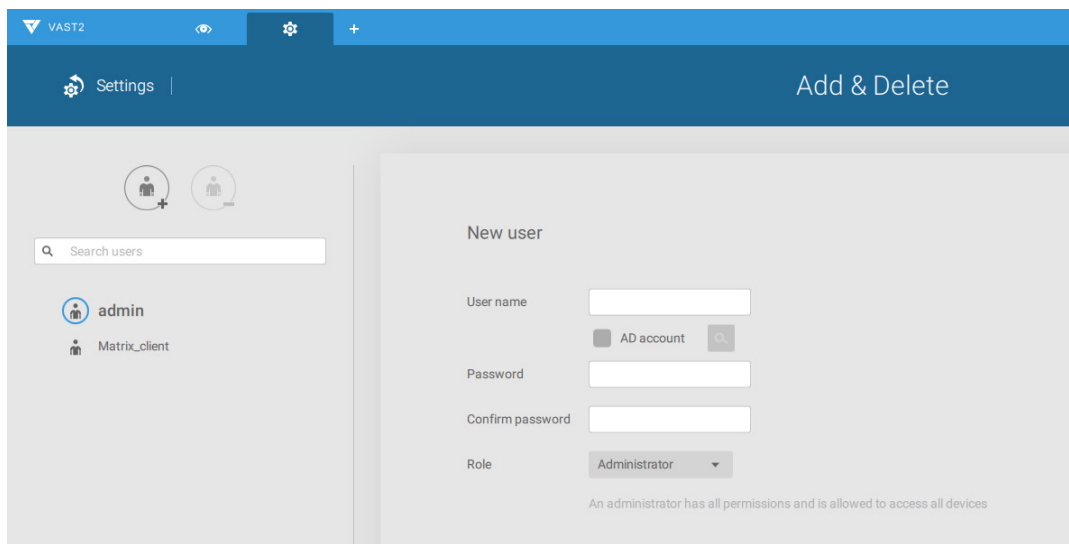 VAST2
+
Settings
Add & Delete
Search users
admin
Matrix_client
New user
User name
AD account
Password
Confirm password
Role
Administrator
An administrator has all permissions and is allowed to access all devices